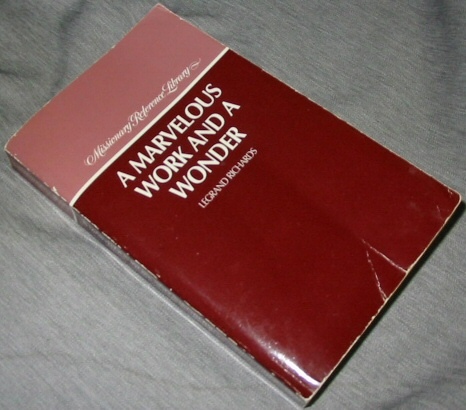 Missionary Reference Library
A MARVELOUS
WORK AND A
WONDER
LEGRAND RICHARDS